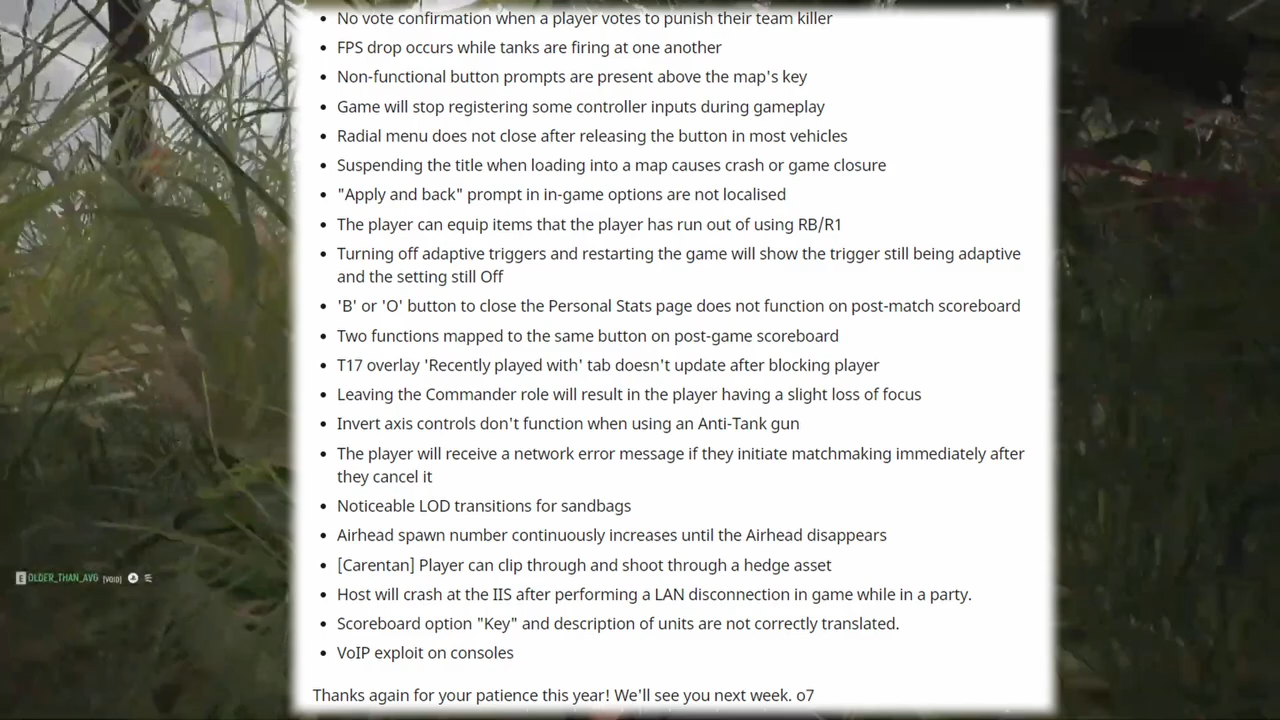 No vote confirmation when a player votes to punish their team killer
FPS drop occurs while tanks are firing at one another
Non-functional button prompts are present above the map's key
Game will stop registering some controller inputs during gameplay
Radial menu does not close after releasing the button in most vehicles
Suspending the title when loading into a map causes crash or game closure
"Apply and back" prompt in in-game options are not localised
The player can equip items that the player has run out of using RB/R1
Turning off adaptive triggers and restarting the game will show the trigger still being adaptive
and the setting still Off
'B' or 'O' button to close the Personal Stats page does not function on post-match scoreboard
Two functions mapped to the same button on post-game scoreboard
T17 overlay 'Recently played with' tab doesn't update after blocking player
Leaving the Commander role will result in the player having a slight loss of focus
Invert axis controls don't function when using an Anti-Tank gun
The player will receive a network error message if they initiate matchmaking immediately after
they cancel it
Noticeable LOD transitions for sandbags
Airhead spawn number continuously increases until the Airhead disappears
[Carentan] Player can clip through and shoot through a hedge asset
E OLDER_THAN_AVG [VOID]
Host will crash at the IIS after performing a LAN disconnection in game while in a party.
Scoreboard option "Key" and description of units are not correctly translated.
VoIP exploit on consoles
Thanks again for your patience this year! We'll see you next week. o7